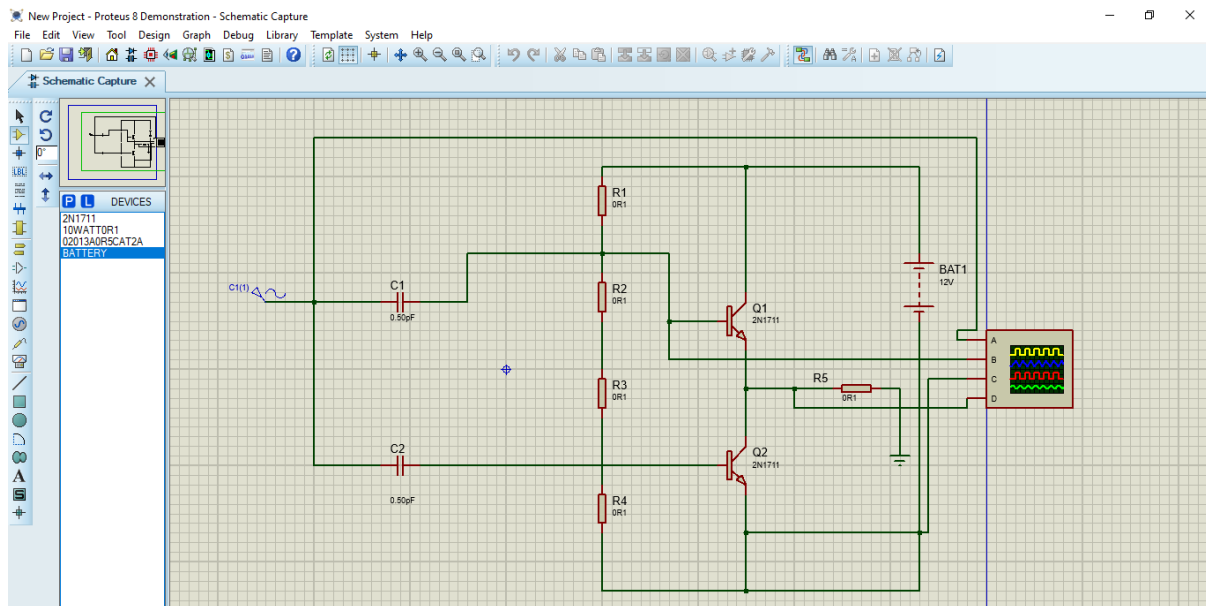 New Project - Proteus 8 Demonstration - Schematic Capture
File Edit View Tool Design Graph Debug Library Template System Help
Schematic Capture
0°
LBL
P L DEVICES
2N1711
10WATT0R1
02013A0R5CAT2A
BATTERY
A
S
C1(1)
C1
0.50pF
C2
0.50pF
R1
0R1
R2
0R1
R3
0R1
R4
0R1
Q1
2N1711
Q2
2N1711
R5
0R1
BAT1
12V
A
B
C
D